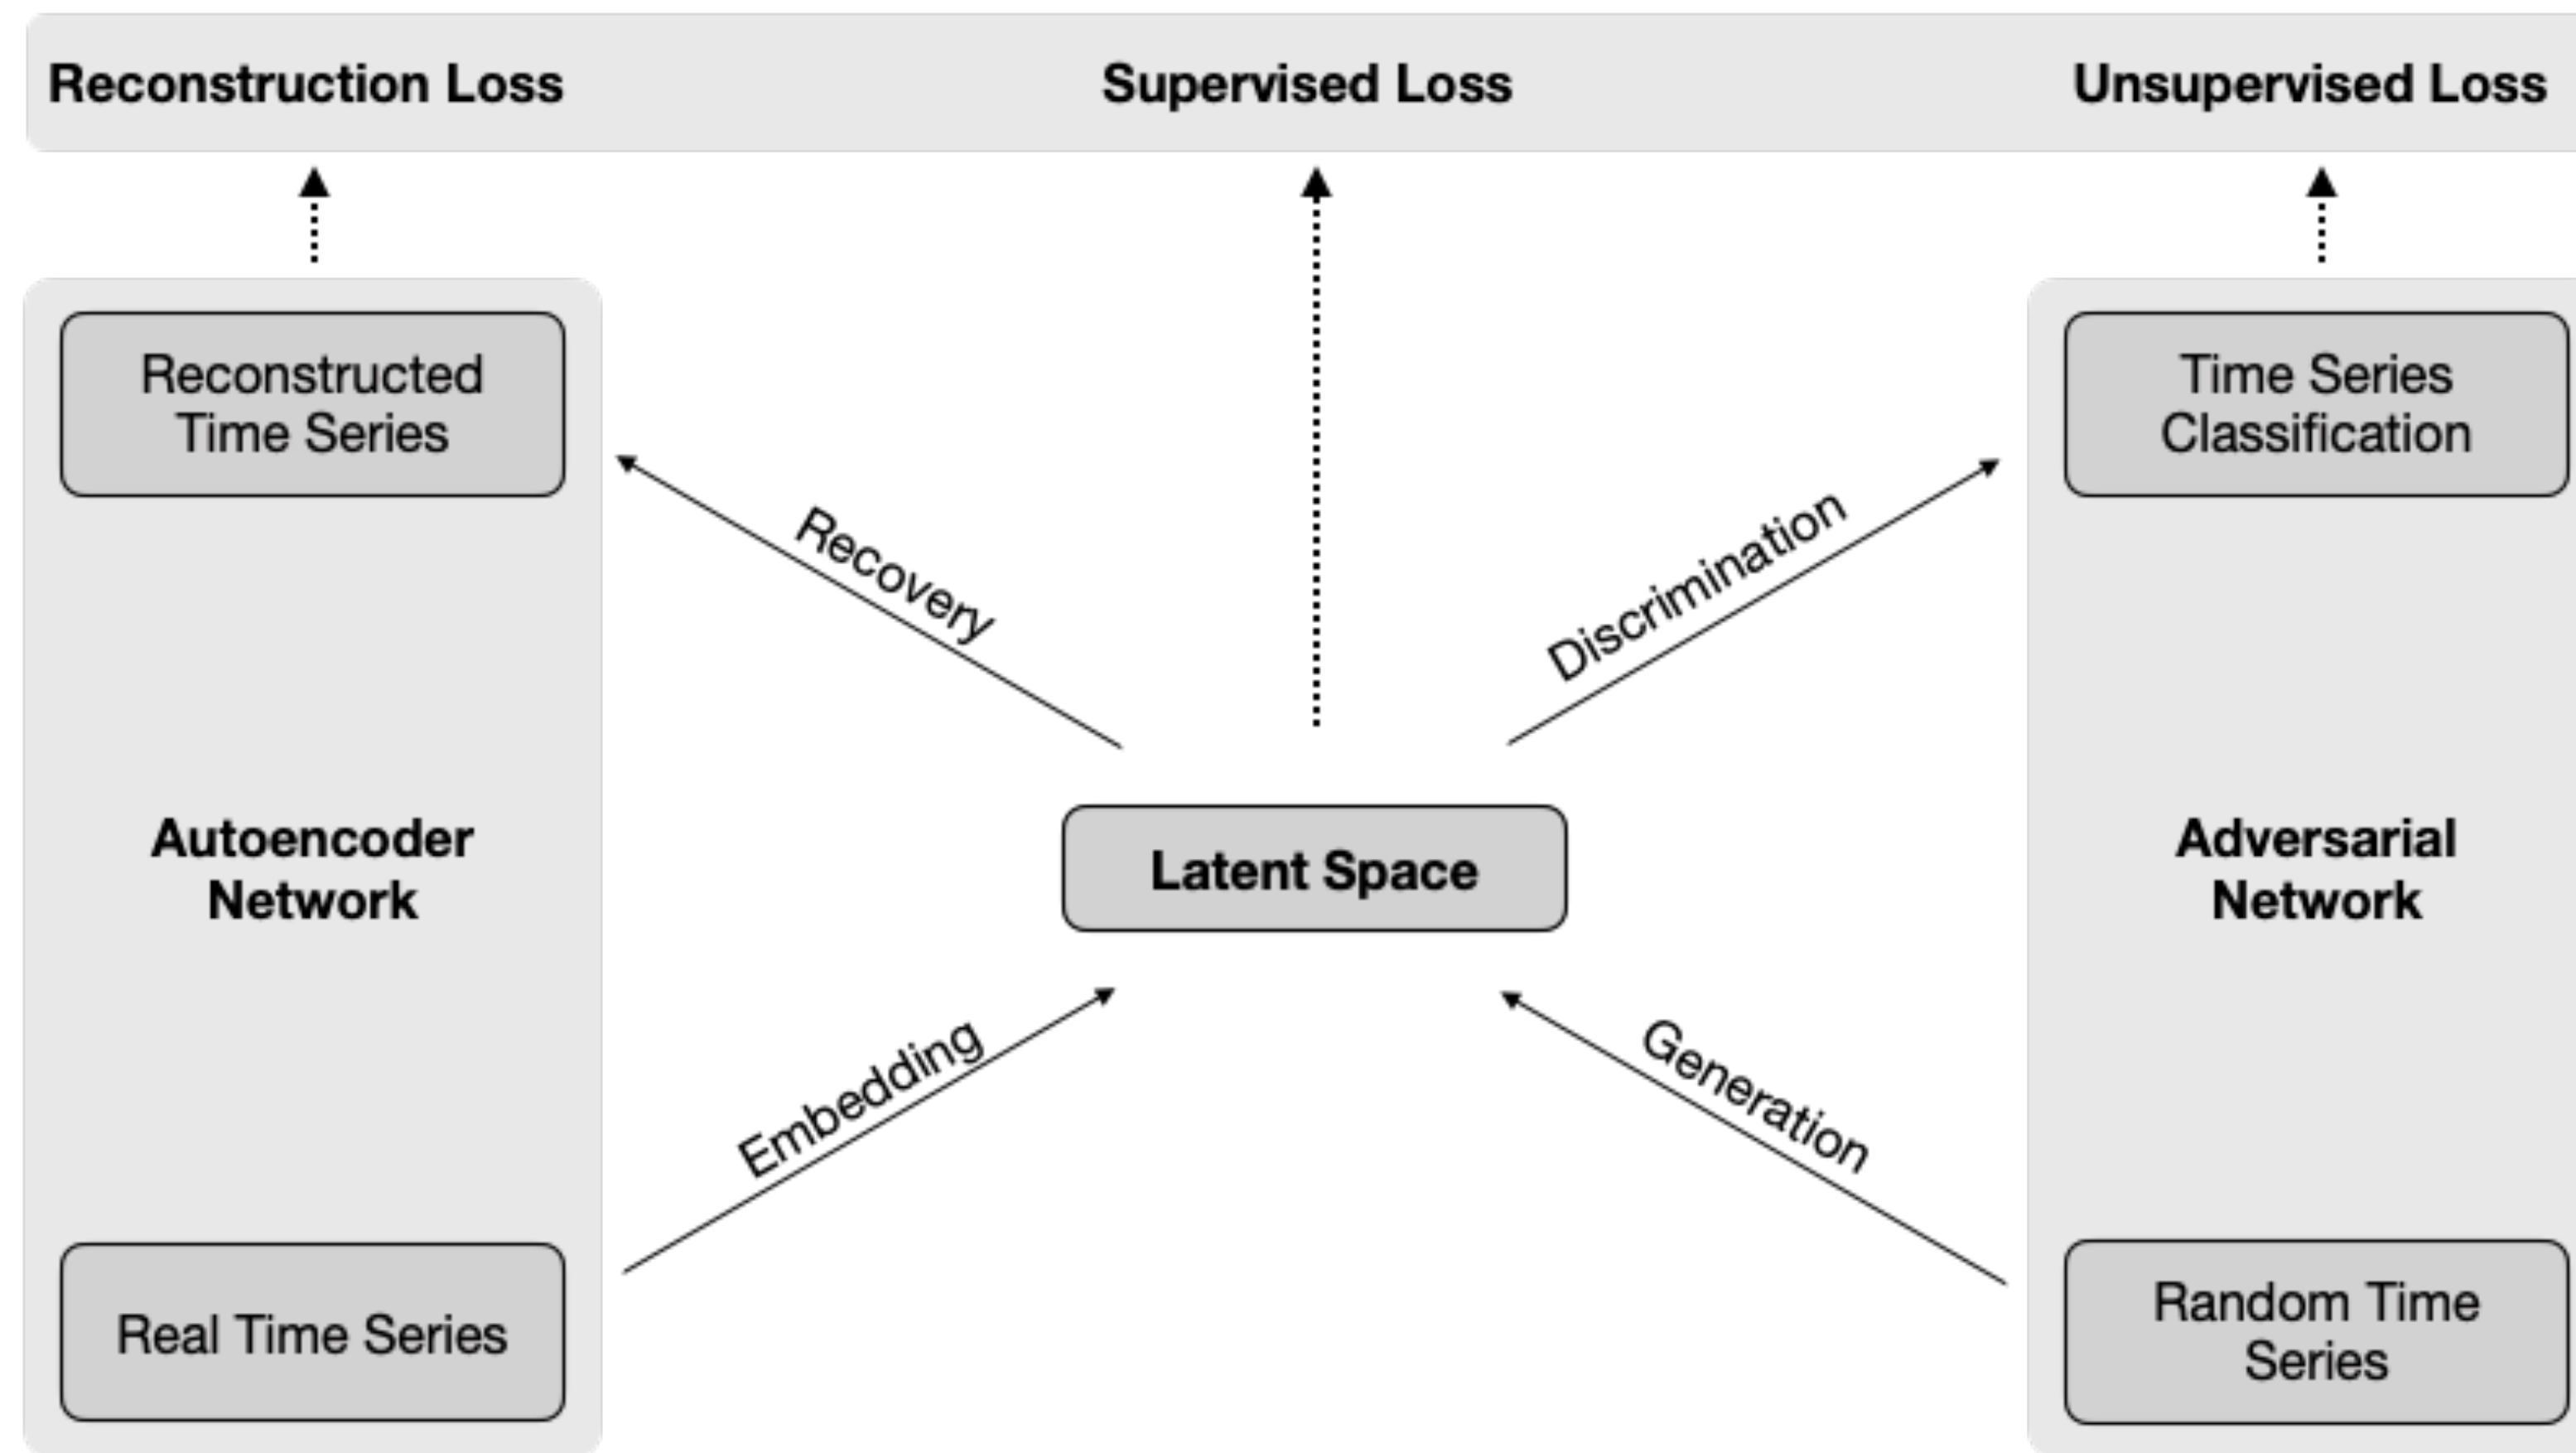 Reconstruction Loss
Supervised Loss
Unsupervised Loss
Reconstructed
Time Series
Time Series
Classification
Recovery
Discrimination
Autoencoder
Network
Latent Space
Adversarial
Network
Embedding
Generation
Real Time Series
Random Time
Series